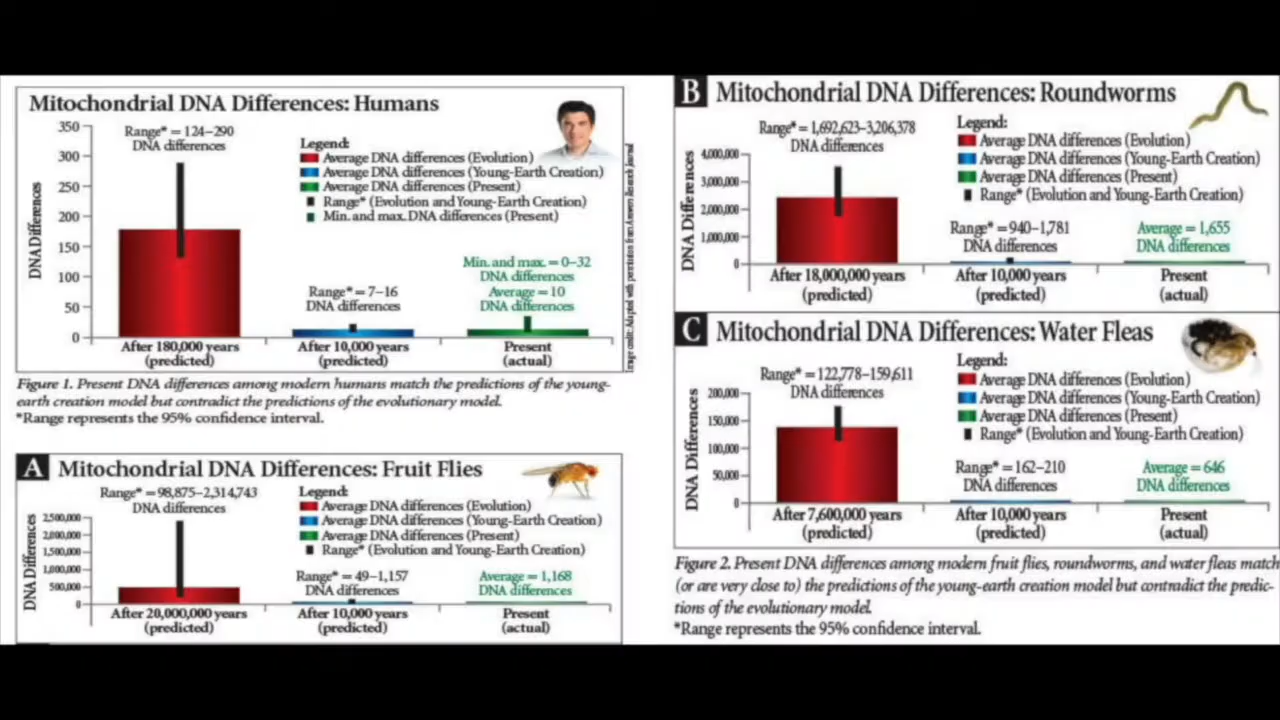 Mitochondrial DNA Differences: Humans
350
300
250
200
150
100
50
0
DNA Differences
Range* = 124–290
DNA differences
Legend:
Average DNA differences (Evolution)
Average DNA differences (Young-Earth Creation)
Average DNA differences (Present)
Range* (Evolution and Young-Earth Creation)
Min. and max. DNA differences (Present)
Range* = 7–16
DNA differences
Min. and max. = 0–32
DNA differences
Average = 10
DNA differences
After 180,000 years
(predicted)
After 10,000 years
(predicted)
Present
(actual)
Image credit: Adapted with permission from Answers Research Journal
Figure 1. Present DNA differences among modern humans match the predictions of the young-
earth creation model but contradict the predictions of the evolutionary model.
*Range represents the 95% confidence interval.
A Mitochondrial DNA Differences: Fruit Flies
Range* = 98,875–2,314,743
DNA differences
2,500,000
2,000,000
1,500,000
1,000,000
500,000
0
DNA Differences
Legend:
Average DNA differences (Evolution)
Average DNA differences (Young-Earth Creation)
Average DNA differences (Present)
Range* (Evolution and Young-Earth Creation)
Range* = 49–1,157
DNA differences
Average = 1,168
DNA differences
After 20,000,000 years
(predicted)
After 10,000 years
(predicted)
Present
(actual)
B Mitochondrial DNA Differences: Roundworms
Range* = 1,692,623–3,206,378
DNA differences
4,000,000
3,000,000
2,000,000
1,000,000
0
DNA Differences
Legend:
Average DNA differences (Evolution)
Average DNA differences (Young-Earth Creation)
Average DNA differences (Present)
Range* (Evolution and Young-Earth Creation)
Range* = 940–1,781
DNA differences
Average = 1,655
DNA differences
After 18,000,000 years
(predicted)
After 10,000 years
(predicted)
Present
(actual)
C Mitochondrial DNA Differences: Water Fleas
Range* = 122,778–159,611
DNA differences
200,000
150,000
100,000
50,000
0
DNA Differences
Legend:
Average DNA differences (Evolution)
Average DNA differences (Young-Earth Creation)
Average DNA differences (Present)
Range* (Evolution and Young-Earth Creation)
Range* = 162–210
DNA differences
Average = 646
DNA differences
After 7,600,000 years
(predicted)
After 10,000 years
(predicted)
Present
(actual)
Figure 2. Present DNA differences among modern fruit flies, roundworms, and water fleas match
(or are very close to) the predictions of the young-earth creation model but contradict the predic-
tions of the evolutionary model.
*Range represents the 95% confidence interval.